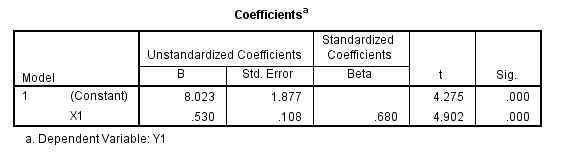 Coefficientsa
Model Unstandardized Coefficients Standardized Coefficients t Sig.
B Std. Error Beta
1 (Constant) 8.023 1.877 4.275 .000
X1 .530 .108 .680 4.902 .000
a. Dependent Variable: Y1